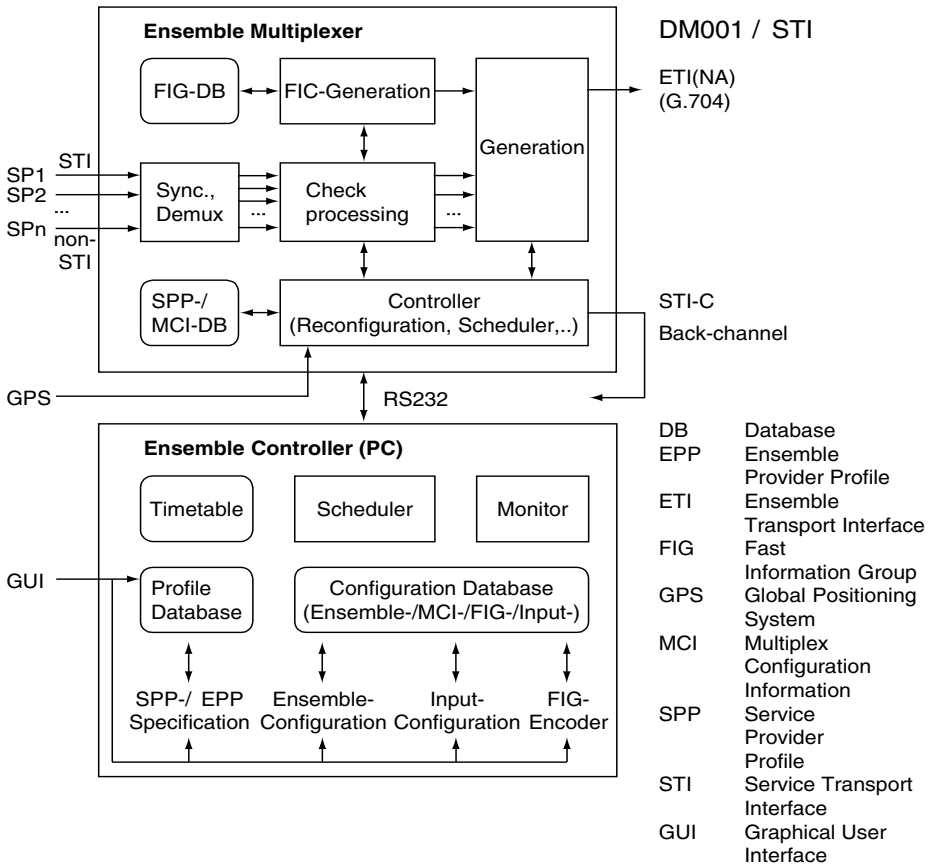 Ensemble Multiplexer
DM001 / STI
FIG-DB
FIC-Generation
Generation
ETI(NA)
(G.704)
STI
SP1
SP2
...
SPn
non-
STI
Sync.,
Demux
...
Check
processing
...
SPP-/
MCI-DB
Controller
(Reconfiguration, Scheduler,..)
STI-C
Back-channel
GPS
RS232
Ensemble Controller (PC)
Timetable
Scheduler
Monitor
GUI
Profile
Database
Configuration Database
(Ensemble-/MCI-/FIG-/Input-)
SPP-/ EPP
Specification
Ensemble-
Configuration
Input-
Configuration
FIG-
Encoder
DB Database
EPP Ensemble
Provider Profile
ETI Ensemble
Transport Interface
FIG Fast
Information Group
GPS Global Positioning
System
MCI Multiplex
Configuration
Information
SPP Service
Provider
Profile
STI Service Transport
Interface
GUI Graphical User
Interface